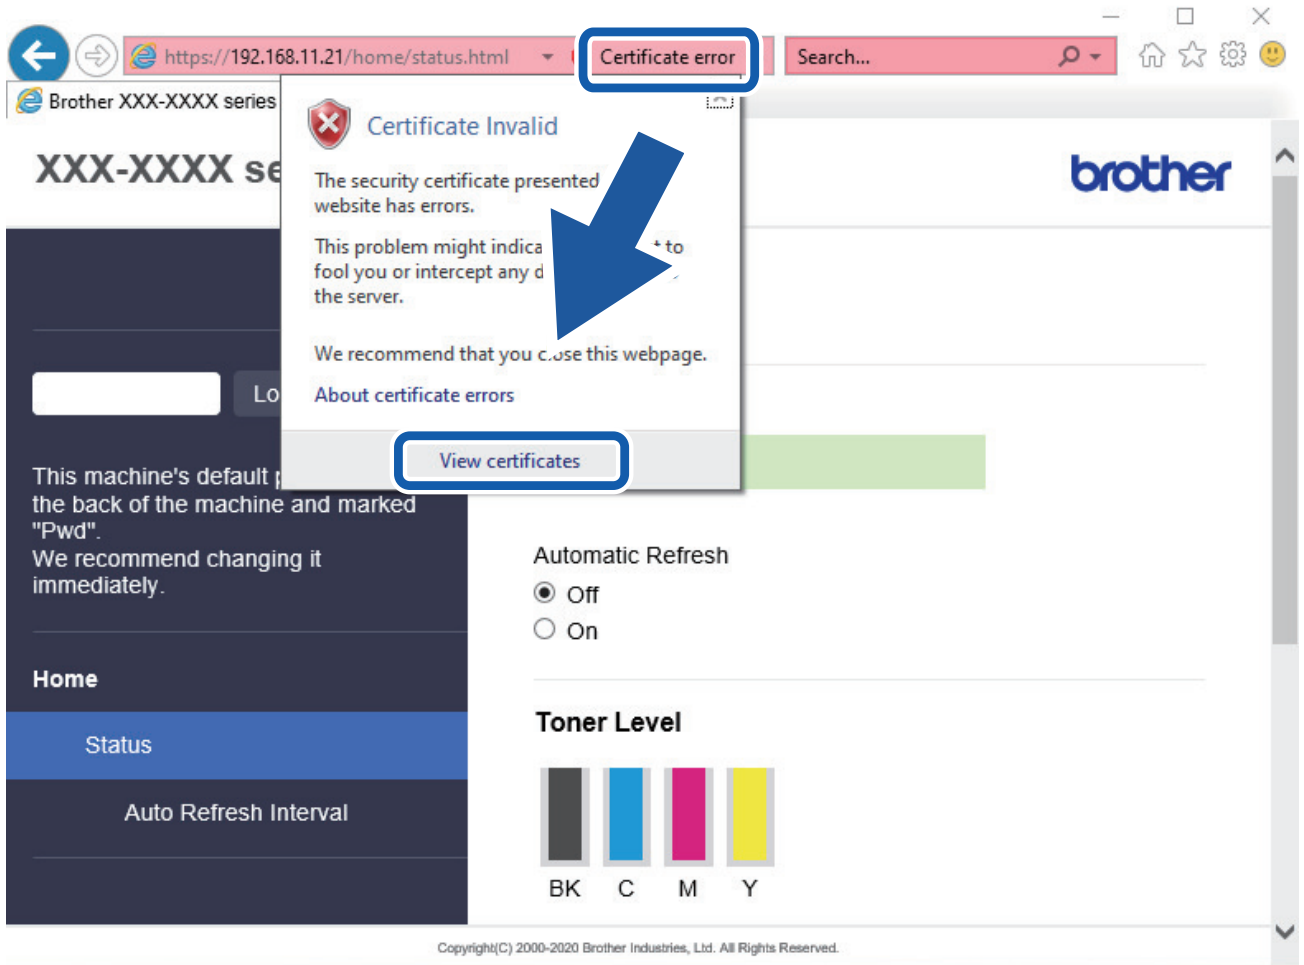 https://192.168.11.21/home/status.html
Certificate error
Search...
Brother XXX-XXXX series
Certificate Invalid
XXX-XXXX se
brother
The security certificate presented
website has errors.
This problem might indica t to
fool you or intercept any d
the server.
We recommend that you close this webpage.
About certificate errors
Lo
View certificates
This machine's default p
the back of the machine and marked
"Pwd".
We recommend changing it
immediately.
Automatic Refresh
Off
On
Home
Toner Level
Status
Auto Refresh Interval
BK C M Y
Copyright(C) 2000-2020 Brother Industries, Ltd. All Rights Reserved.